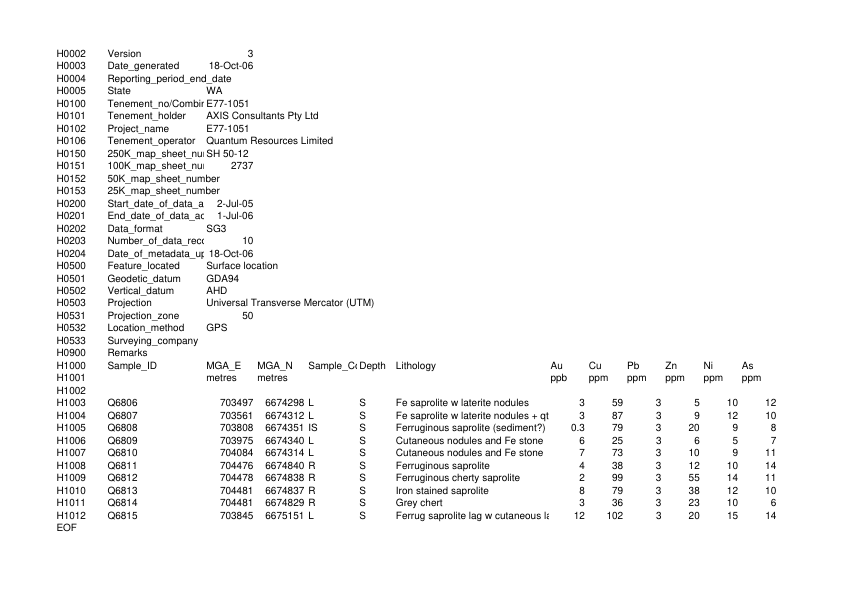 H0002 Version 3
H0003 Date_generated 18-Oct-06
H0004 Reporting_period_end_date
H0005 State WA
H0100 Tenement_no/Combin E77-1051
H0101 Tenement_holder AXIS Consultants Pty Ltd
H0102 Project_name E77-1051
H0106 Tenement_operator Quantum Resources Limited
H0150 250K_map_sheet_nu SH 50-12
H0151 100K_map_sheet_nu 2737
H0152 50K_map_sheet_number
H0153 25K_map_sheet_number
H0200 Start_date_of_data_a 2-Jul-05
H0201 End_date_of_data_ac 1-Jul-06
H0202 Data_format SG3
H0203 Number_of_data_reco 10
H0204 Date_of_metadata_up 18-Oct-06
H0500 Feature_located Surface location
H0501 Geodetic_datum GDA94
H0502 Vertical_datum AHD
H0503 Projection Universal Transverse Mercator (UTM)
H0531 Projection_zone 50
H0532 Location_method GPS
H0533 Surveying_company
H0900 Remarks
H1000 Sample_ID MGA_E MGA_N Sample_Co Depth Lithology Au Cu Pb Zn Ni As
H1001 metres metres ppb ppm ppm ppm ppm ppm
H1002
H1003 Q6806 703497 6674298 L S Fe saprolite w laterite nodules 3 59 3 5 10 12
H1004 Q6807 703561 6674312 L S Fe saprolite w laterite nodules + qt 3 87 3 9 12 10
H1005 Q6808 703808 6674351 IS S Ferruginous saprolite (sediment?) 0.3 79 3 20 9 8
H1006 Q6809 703975 6674340 L S Cutaneous nodules and Fe stone 6 25 3 6 5 7
H1007 Q6810 704084 6674314 L S Cutaneous nodules and Fe stone 7 73 3 10 9 11
H1008 Q6811 704476 6674840 R S Ferruginous saprolite 4 38 3 12 10 14
H1009 Q6812 704478 6674838 R S Ferruginous cherty saprolite 2 99 3 55 14 11
H1010 Q6813 704481 6674837 R S Iron stained saprolite 8 79 3 38 12 10
H1011 Q6814 704481 6674829 R S Grey chert 3 36 3 23 10 6
H1012 Q6815 703845 6675151 L S Ferrug saprolite lag w cutaneous la 12 102 3 20 15 14
EOF